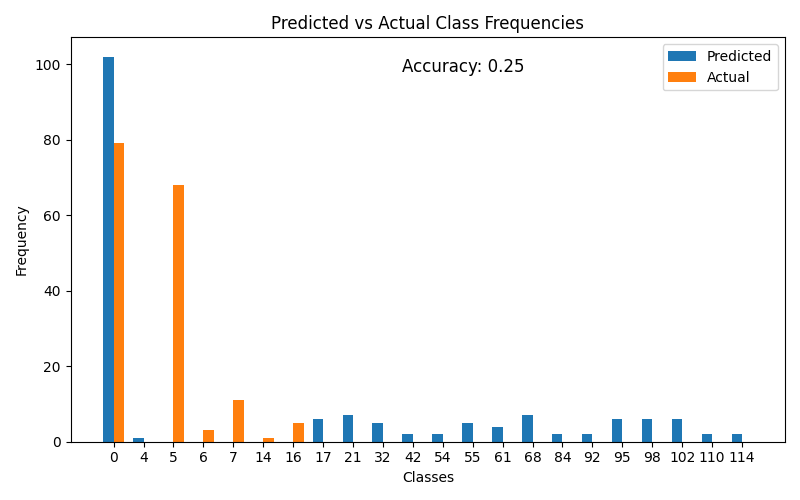 Predicted vs Actual Class Frequencies
Accuracy: 0.25
Predicted
Actual
Frequency
100
80
60
40
20
0
0 4 5 6 7 14 16 17 21 32 42 54 55 61 68 84 92 95 98 102 110 114
Classes